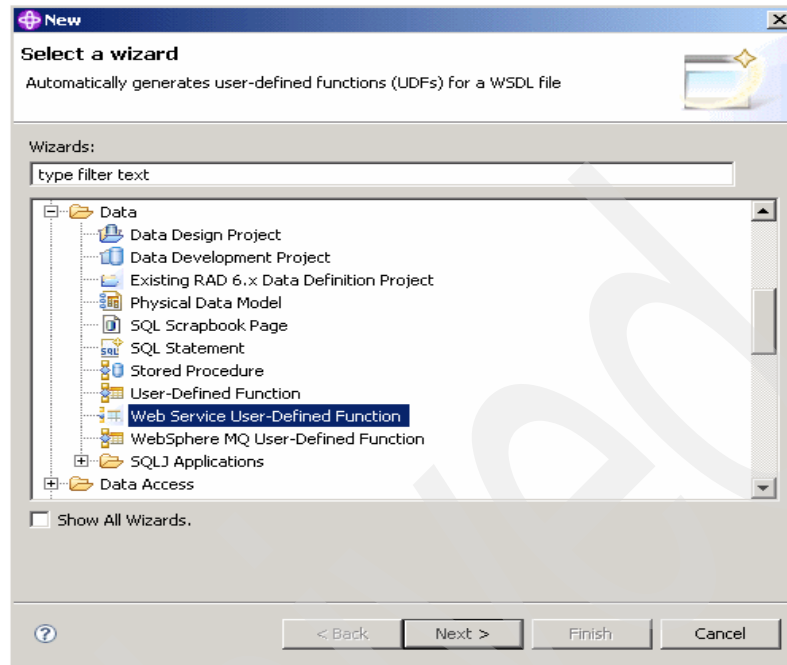 New
Select a wizard
Automatically generates user-defined functions (UDFs) for a WSDL file
Wizards:
type filter text
Data
Data Design Project
Data Development Project
Existing RAD 6.x Data Definition Project
Physical Data Model
SQL Scrapbook Page
SQL Statement
Stored Procedure
User-Defined Function
Web Service User-Defined Function
WebSphere MQ User-Defined Function
SQLJ Applications
Data Access
Show All Wizards.
< Back Next > Finish Cancel